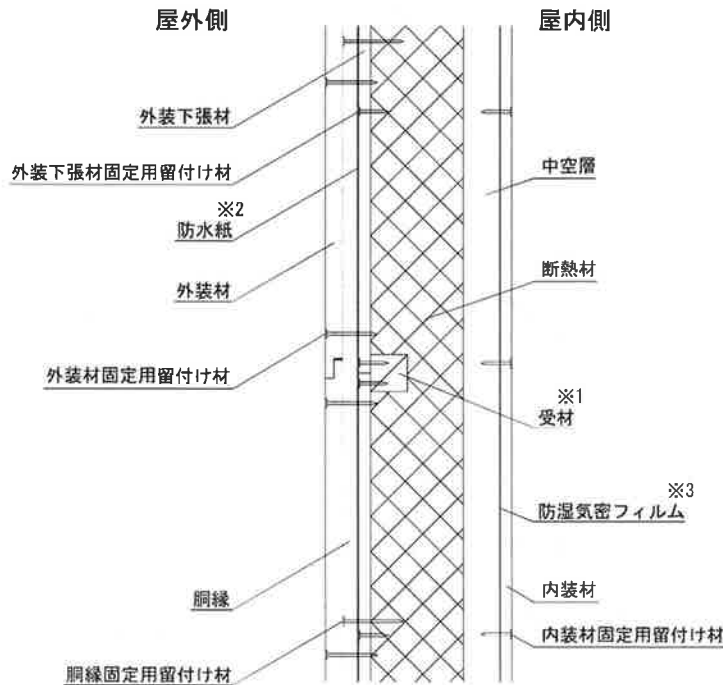 屋外側
屋内側
外装下張材
外装下張材固定用留付け材
※2
防水紙
外装材
外装材固定用留付け材
胴縁
胴縁固定用留付け材
中空層
断熱材
※1
受材
※3
防湿気密フィルム
内装材
内装材固定用留付け材